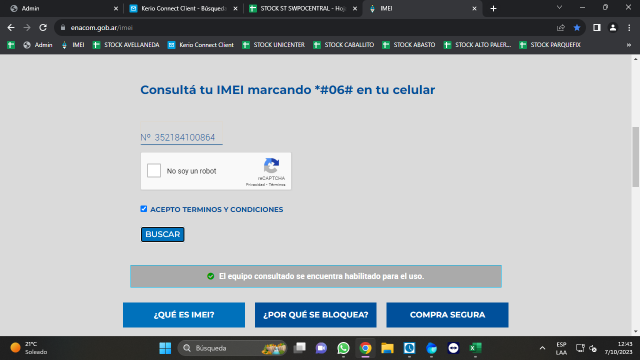 Admin
Kerio Connect Client - Búsqueda
STOCK ST SWPOCENTRAL - Hoj
IMEI
enacom.gob.ar/imei
Admin
IMEI
STOCK AVELLANEDA
Kerio Connect Client
STOCK UNICENTER
STOCK CABALLITO
STOCK ABASTO
STOCK ALTO PALER...
STOCK PARQUEFIX
Consultá tu IMEI marcando *#06# en tu celular
Nº 352184100864
No soy un robot
reCAPTCHA
Privacidad - Términos
ACEPTO TERMINOS Y CONDICIONES
BUSCAR
El equipo consultado se encuentra habilitado para el uso.
¿QUÉ ES IMEI?
¿POR QUÉ SE BLOQUEA?
COMPRA SEGURA
21°C
Soleado
Búsqueda
ESP
LAA
12:43
7/10/2023